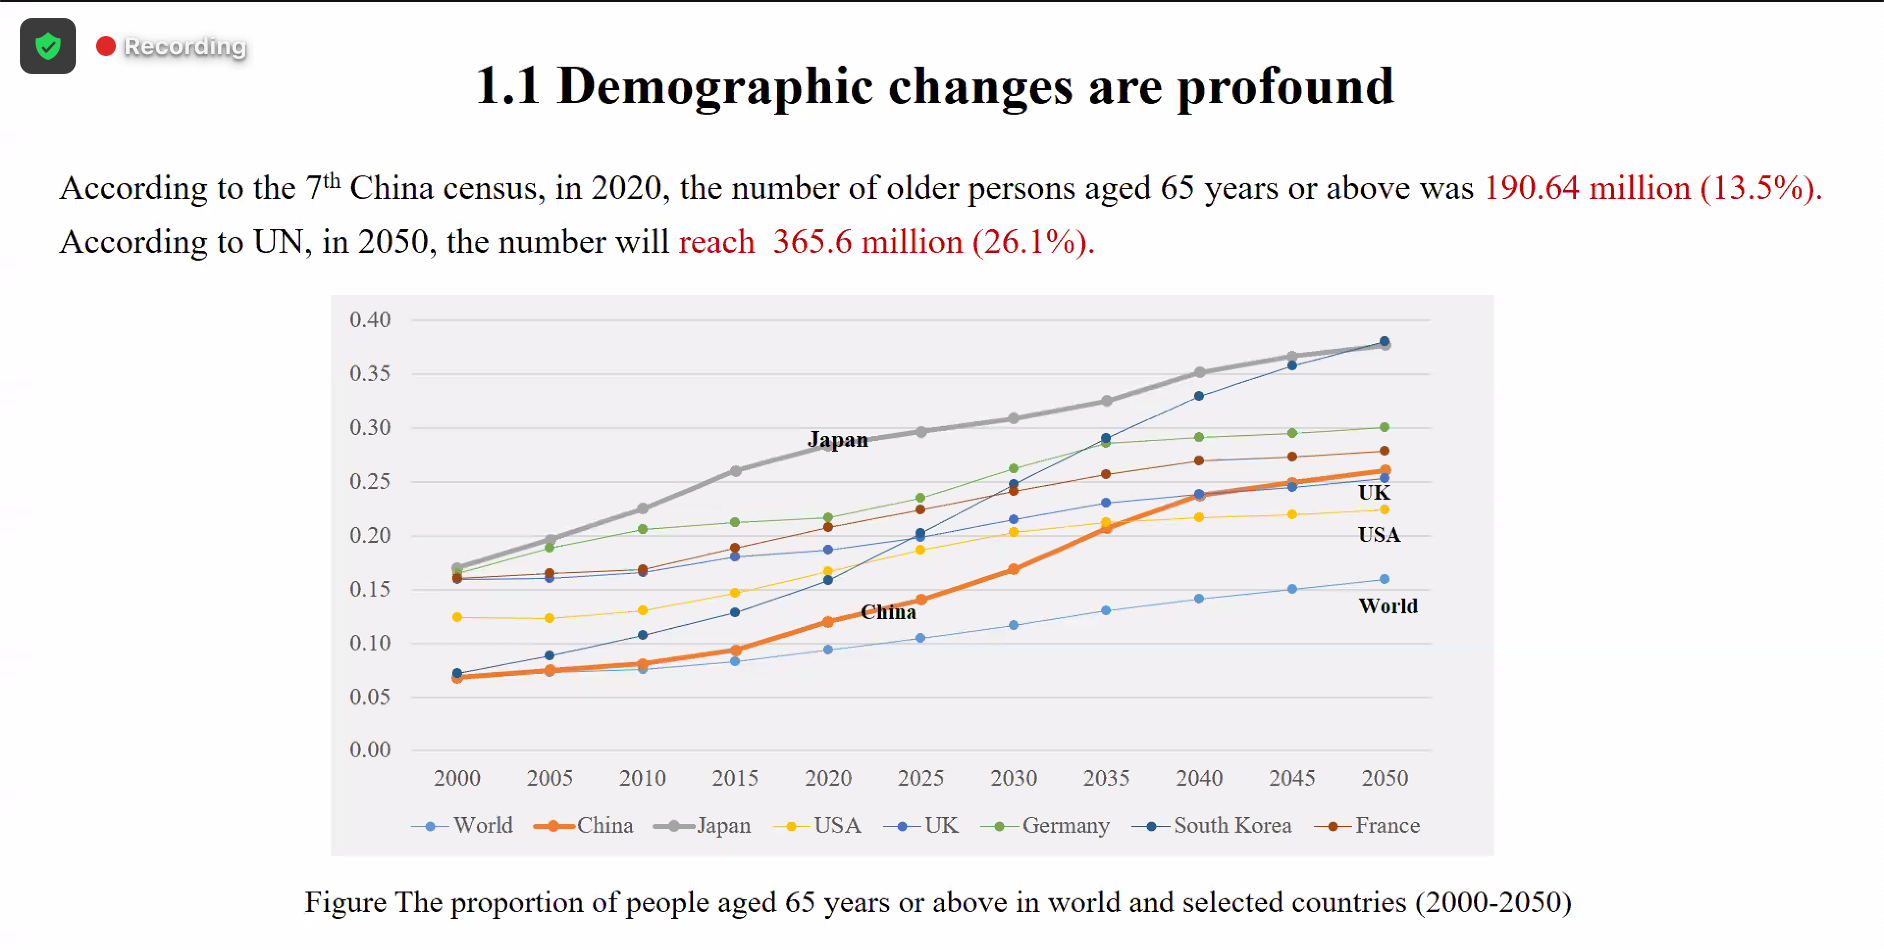 Recording
1.1 Demographic changes are profound
According to the 7th China census, in 2020, the number of older persons aged 65 years or above was 190.64 million (13.5%).
According to UN, in 2050, the number will reach  365.6 million (26.1%).
0.40
0.35
0.30
0.25
0.20
0.15
0.10
0.05
0.00
Japan
China
UK
USA
World
2000 2005 2010 2015 2020 2025 2030 2035 2040 2045 2050
World China Japan USA UK Germany South Korea France
Figure The proportion of people aged 65 years or above in world and selected countries (2000-2050)